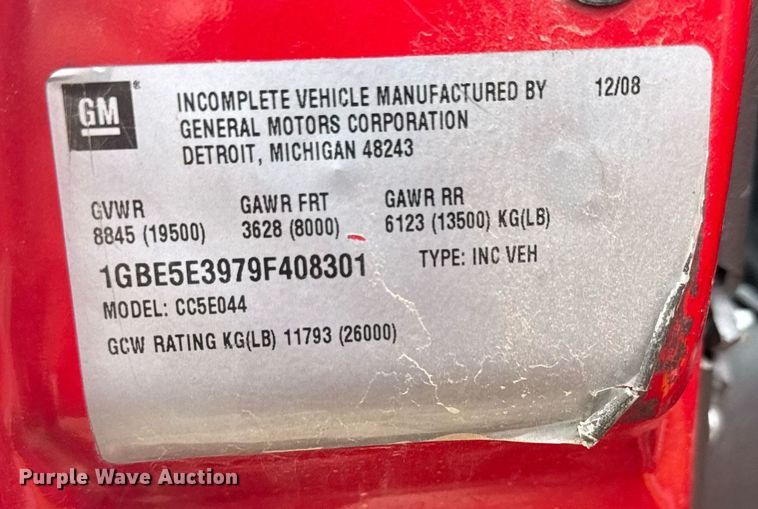 GM
®
INCOMPLETE VEHICLE MANUFACTURED BY
GENERAL MOTORS CORPORATION
DETROIT, MICHIGAN 48243
12/08
GVWR
8845 (19500)
GAWR FRT
3628 (8000)
GAWR RR
6123 (13500) KG(LB)
1GBE5E3979F408301
TYPE: INC VEH
MODEL: CC5E044
GCW RATING KG(LB) 11793 (26000)
Purple Wave Auction